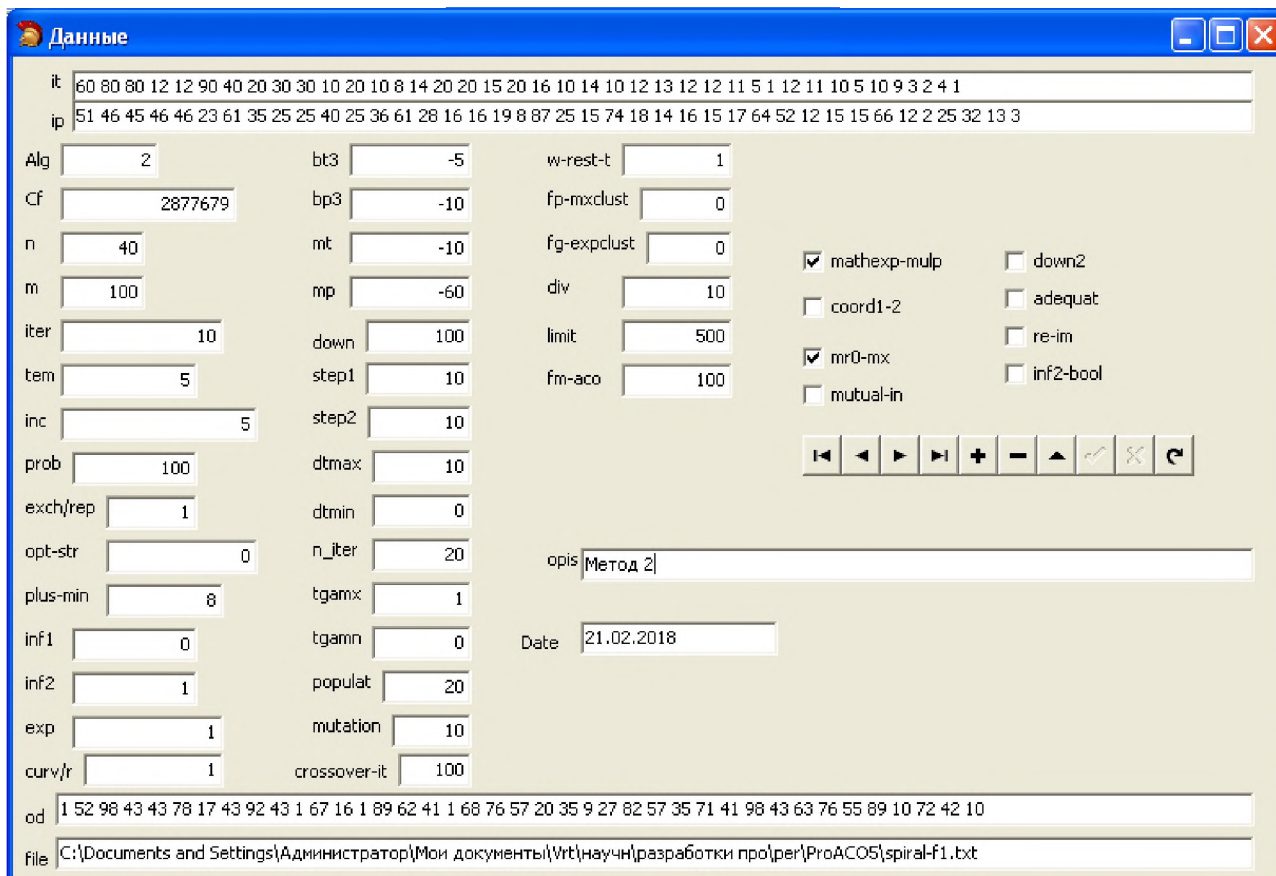 Данные
it 60 80 80 12 12 90 40 20 30 30 10 20 10 8 14 20 20 15 20 16 10 14 10 12 13 12 12 11 5 1 12 11 10 5 10 9 3 2 4 1
ip 51 46 45 46 46 23 61 35 25 25 40 25 36 61 28 16 16 19 8 87 25 15 74 18 14 16 15 17 64 52 12 15 15 66 12 2 25 32 13 3
Alg 2
Cf 2877679
n 40
m 100
iter 10
tem 5
inc 5
prob 100
exch/rep 1
opt-str 0
plus-min 8
inf1 0
inf2 1
exp 1
curv/r 1
bt3 -5
bp3 -10
mt -10
mp -60
down 100
step1 10
step2 10
dtmax 10
dtmin 0
n_iter 20
tgamx 1
tgamn 0
populat 20
mutation 10
crossover-it 100
w-rest-t 1
fp-mxclust 0
fg-expclust 0
div 10
limit 500
fm-aco 100
mathexp-mulp
coord1-2
mr0-mx
mutual-in
down2
adequat
re-im
inf2-bool
opis Метод 2
Date 21.02.2018
od 1 52 98 43 43 78 17 43 92 43 1 67 16 1 89 62 41 1 68 76 57 20 35 9 27 82 57 35 71 41 98 43 63 76 55 89 10 72 42 10
file C:\Documents and Settings\Администратор\Мои документы\Vrt\научн\разработки про\per\ProACO5\spiral-f1.txt